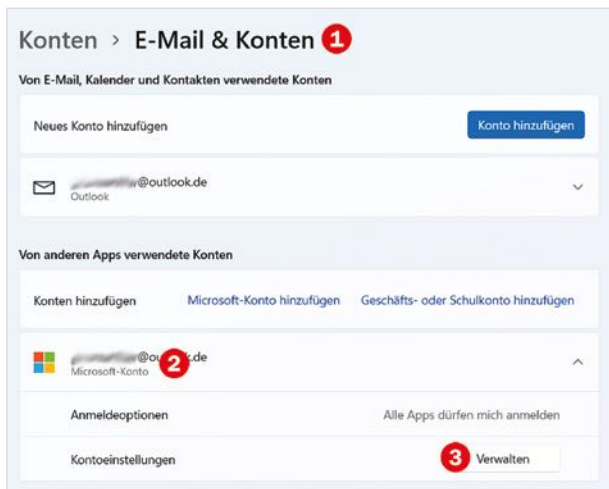 Konten > E-Mail & Konten 1
Von E-Mail, Kalender und Kontakten verwendete Konten
Neues Konto hinzufügen Konto hinzufügen
@outlook.de
Outlook
Von anderen Apps verwendete Konten
Konten hinzufügen Microsoft-Konto hinzufügen Geschäfts- oder Schulkonto hinzufügen
2 .de
Microsoft-Konto
Anmeldeoptionen Alle Apps dürfen mich anmelden
Kontoeinstellungen 3 Verwalten